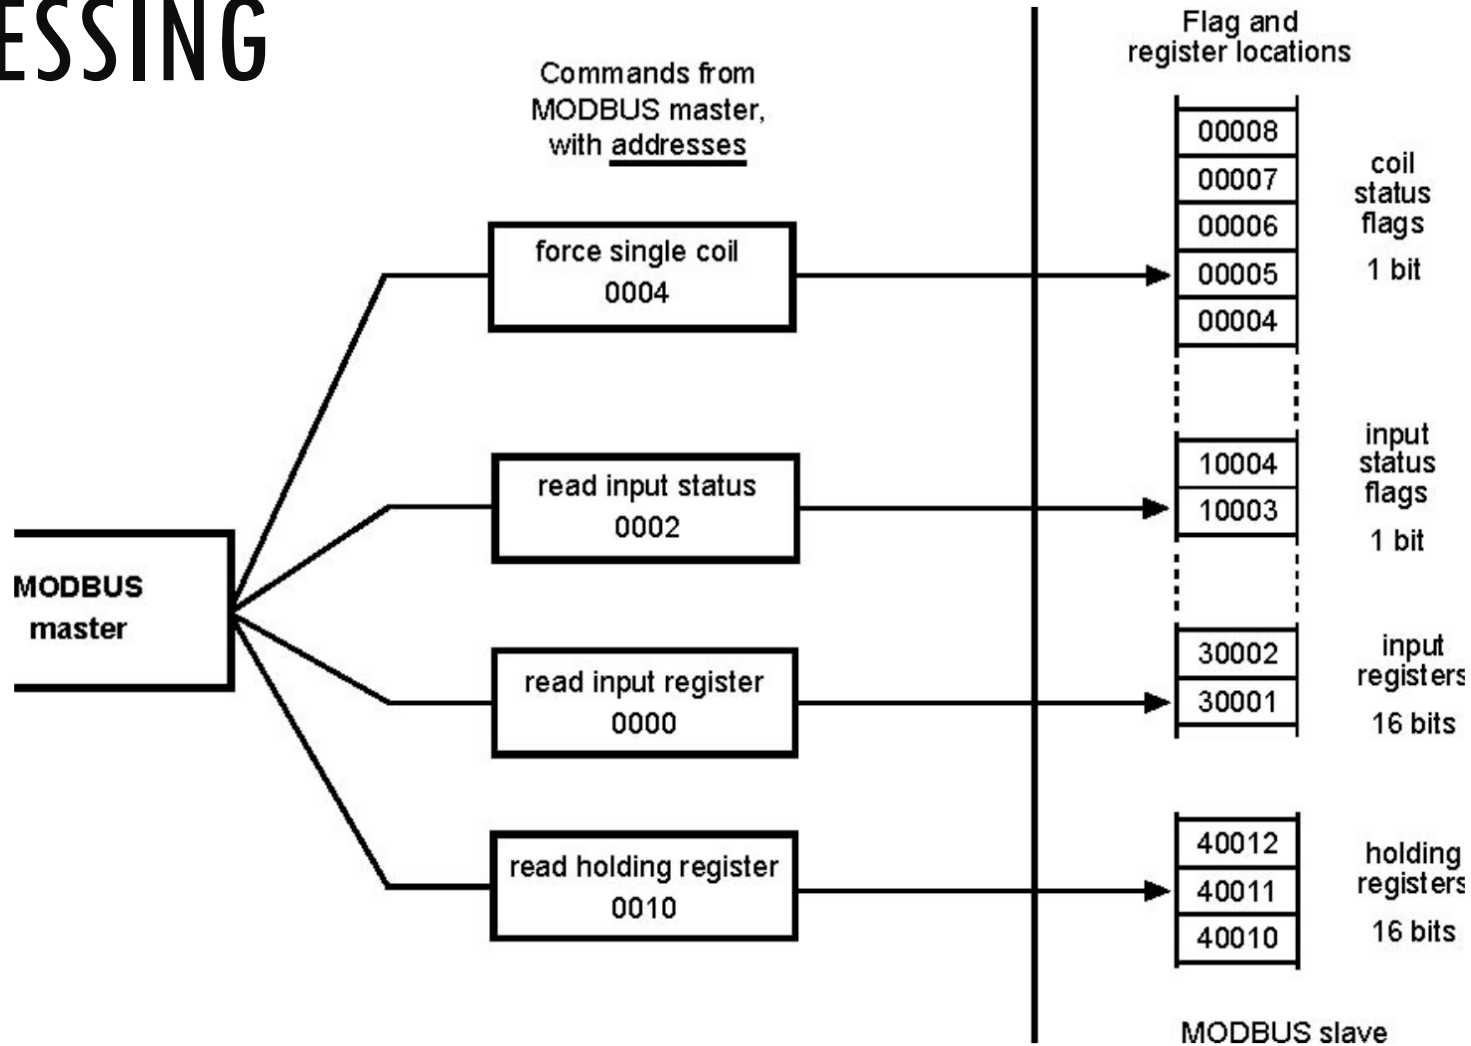 ESSING
Commands from
MODBUS master,
with addresses
Flag and
register locations
force single coil
0004
00008
00007
00006
00005
00004
coil
status
flags
1 bit
read input status
0002
10004
10003
input
status
flags
1 bit
MODBUS
master
read input register
0000
30002
30001
input
registers
16 bits
read holding register
0010
40012
40011
40010
holding
registers
16 bits
MODBUS slave